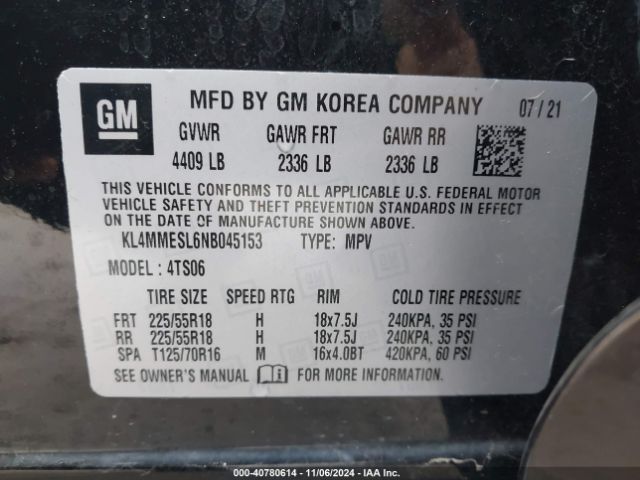 GM
MFD BY GM KOREA COMPANY 07 / 21
GVWR GAWR FRT GAWR RR
4409 LB 2336 LB 2336 LB
THIS VEHICLE CONFORMS TO ALL APPLICABLE U.S. FEDERAL MOTOR
VEHICLE SAFETY AND THEFT PREVENTION STANDARDS IN EFFECT
ON THE DATE OF MANUFACTURE SHOWN ABOVE.
KL4MMESL6NB045153 TYPE: MPV
MODEL : 4TS06
TIRE SIZE SPEED RTG RIM COLD TIRE PRESSURE
FRT 225/55R18 H 18x7.5J 240KPA, 35 PSI
RR 225/55R18 H 18x7.5J 240KPA, 35 PSI
SPA T125/70R16 M 16x4.0BT 420KPA, 60 PSI
SEE OWNER'S MANUAL FOR MORE INFORMATION.
000-40780614 - 11/06/2024 - IAA Inc.